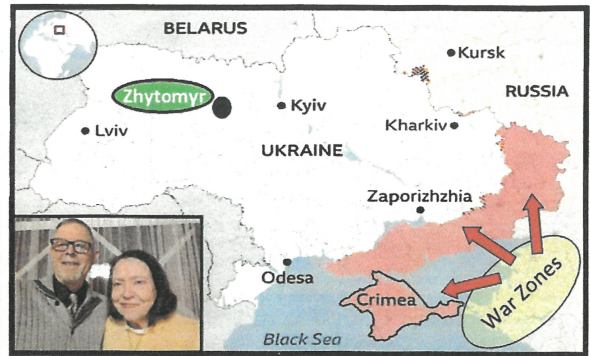 BELARUS
Kursk
RUSSIA
Zhytomyr
Kyiv
Lviv
Kharkiv
UKRAINE
Zaporizhzhia
Odesa
Crimea
War Zones
Black Sea